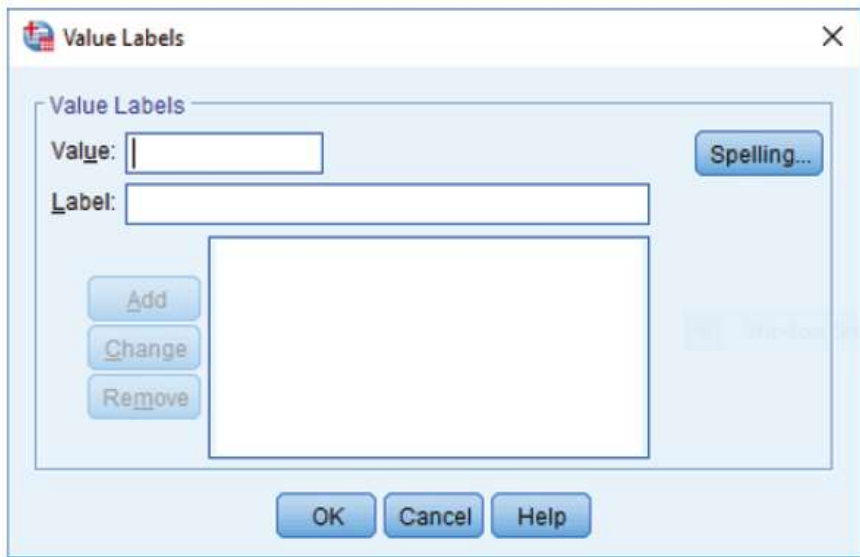 Value Labels
Value Labels
Value:
Spelling...
Label:
Add
Change
Remove
OK Cancel Help